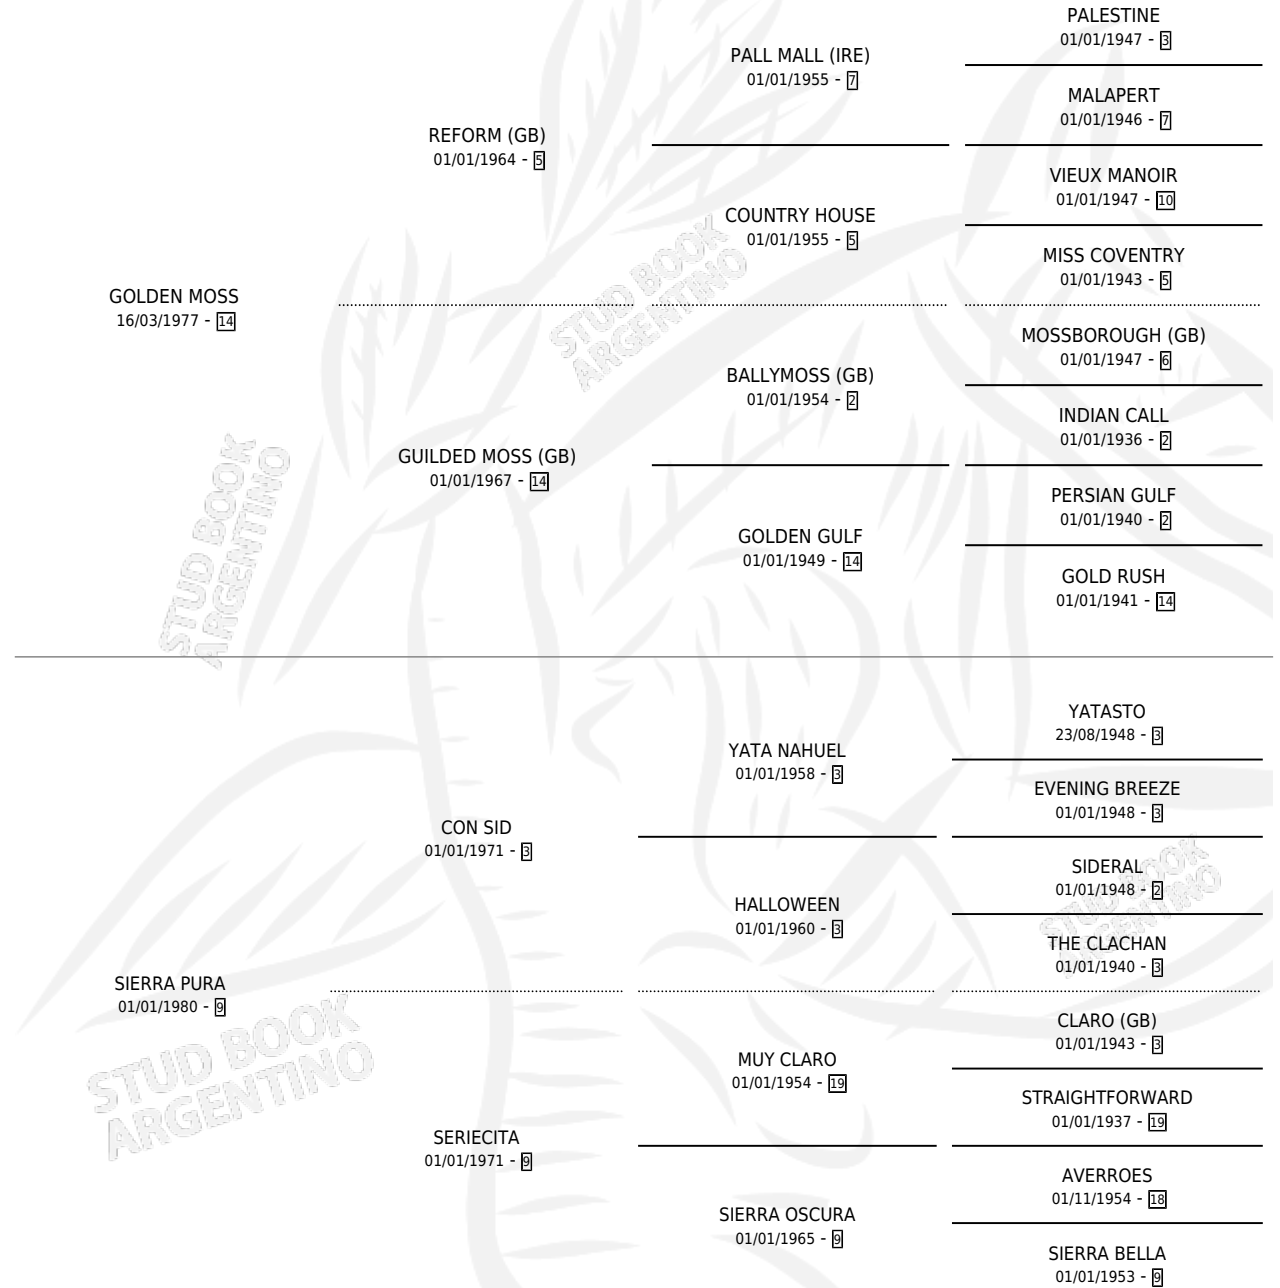 PALESTINE
01/01/1947 - 3
PALL MALL (IRE)
01/01/1955 - 7
MALAPERT
01/01/1946 - 7
REFORM (GB)
01/01/1964 - 5
VIEUX MANOIR
01/01/1947 - 10
COUNTRY HOUSE
01/01/1955 - 5
MISS COVENTRY
01/01/1943 - 5
GOLDEN MOSS
16/03/1977 - 14
STUD BOOK
ARGENTINO
MOSSBOROUGH (GB)
01/01/1947 - 6
BALLYMOSS (GB)
01/01/1954 - 2
INDIAN CALL
01/01/1936 - 2
GUILDED MOSS (GB)
01/01/1967 - 14
PERSIAN GULF
01/01/1940 - 2
GOLDEN GULF
01/01/1949 - 14
GOLD RUSH
01/01/1941 - 14
STUD BOOK
ARGENTINO
YATASTO
23/08/1948 - 3
YATA NAHUEL
01/01/1958 - 3
EVENING BREEZE
01/01/1948 - 3
CON SID
01/01/1971 - 3
SIDERAL
01/01/1948 - 2
HALLOWEEN
01/01/1960 - 3
STUD BOOK
ARGENTINO
THE CLACHAN
01/01/1940 - 3
SIERRA PURA
01/01/1980 - 9
CLARO (GB)
01/01/1943 - 3
MUY CLARO
01/01/1954 - 19
STUD BOOK
ARGENTINO
STRAIGHTFORWARD
01/01/1937 - 19
SERIECITA
01/01/1971 - 9
AVERROES
01/11/1954 - 18
SIERRA OSCURA
01/01/1965 - 9
SIERRA BELLA
01/01/1953 - 9